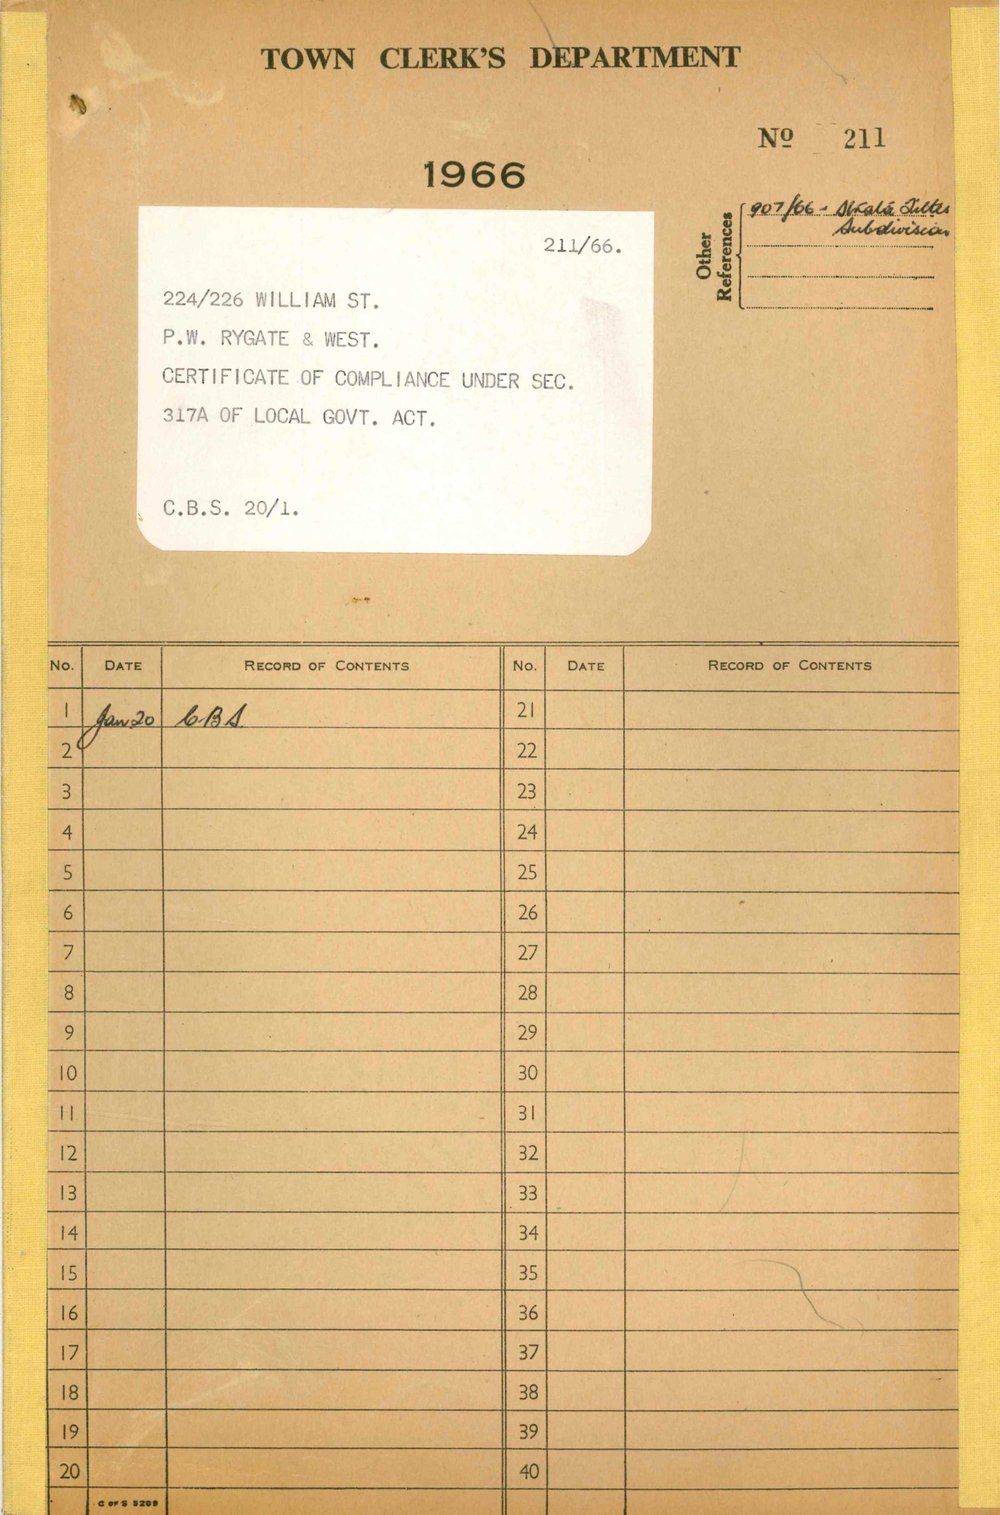 TOWN CLERK'S DEPARTMENT
Nº 211
1966
Other References
907/66 - Strata Titles
Subdivision
211/66.
224/226 WILLIAM ST.
P.W. RYGATE & WEST.
CERTIFICATE OF COMPLIANCE UNDER SEC.
317A OF LOCAL GOVT. ACT.
C.B.S. 20/1.
No. DATE RECORD OF CONTENTS No. DATE RECORD OF CONTENTS
1 Jan 20 C.B.S. 21
2 22
3 23
4 24
5 25
6 26
7 27
8 28
9 29
10 30
11 31
12 32
13 33
14 34
15 35
16 36
17 37
18 38
19 39
20 40
C OF S 5209